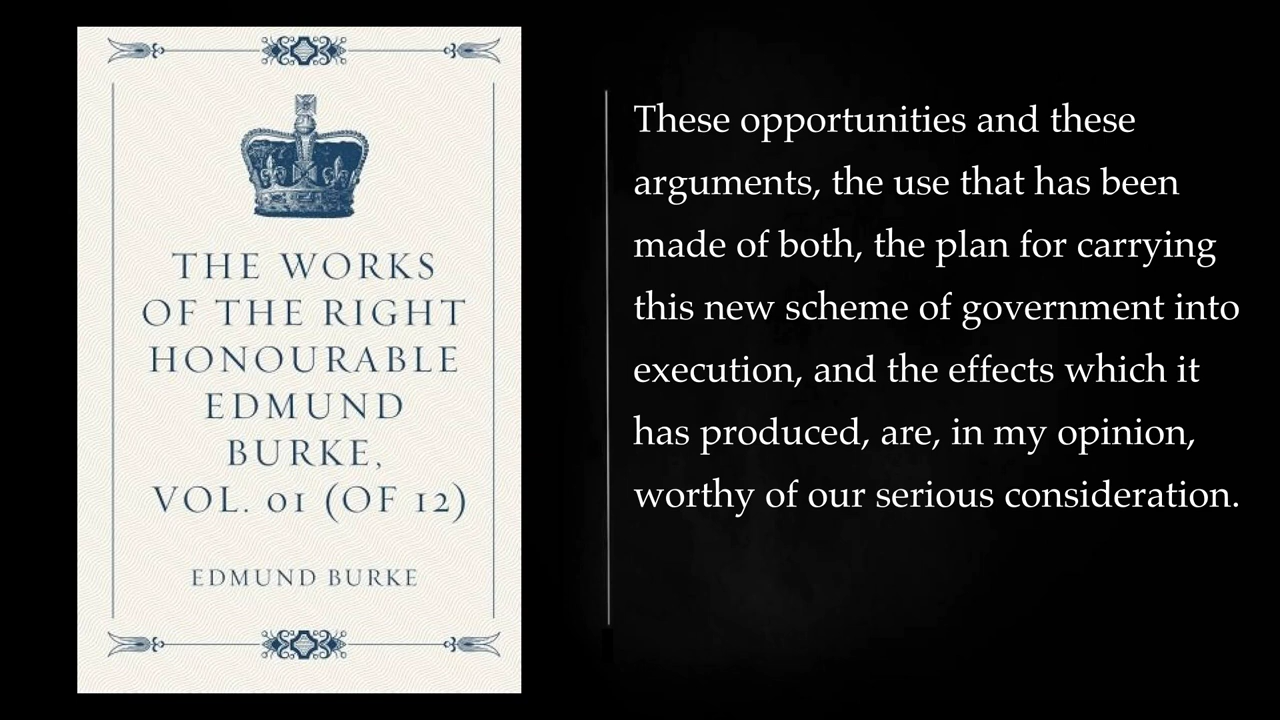 THE WORKS
OF THE RIGHT
HONOURABLE
EDMUND
BURKE,
VOL. 01 (OF 12)
EDMUND BURKE
These opportunities and these
arguments, the use that has been
made of both, the plan for carrying
this new scheme of government into
execution, and the effects which it
has produced, are, in my opinion,
worthy of our serious consideration.